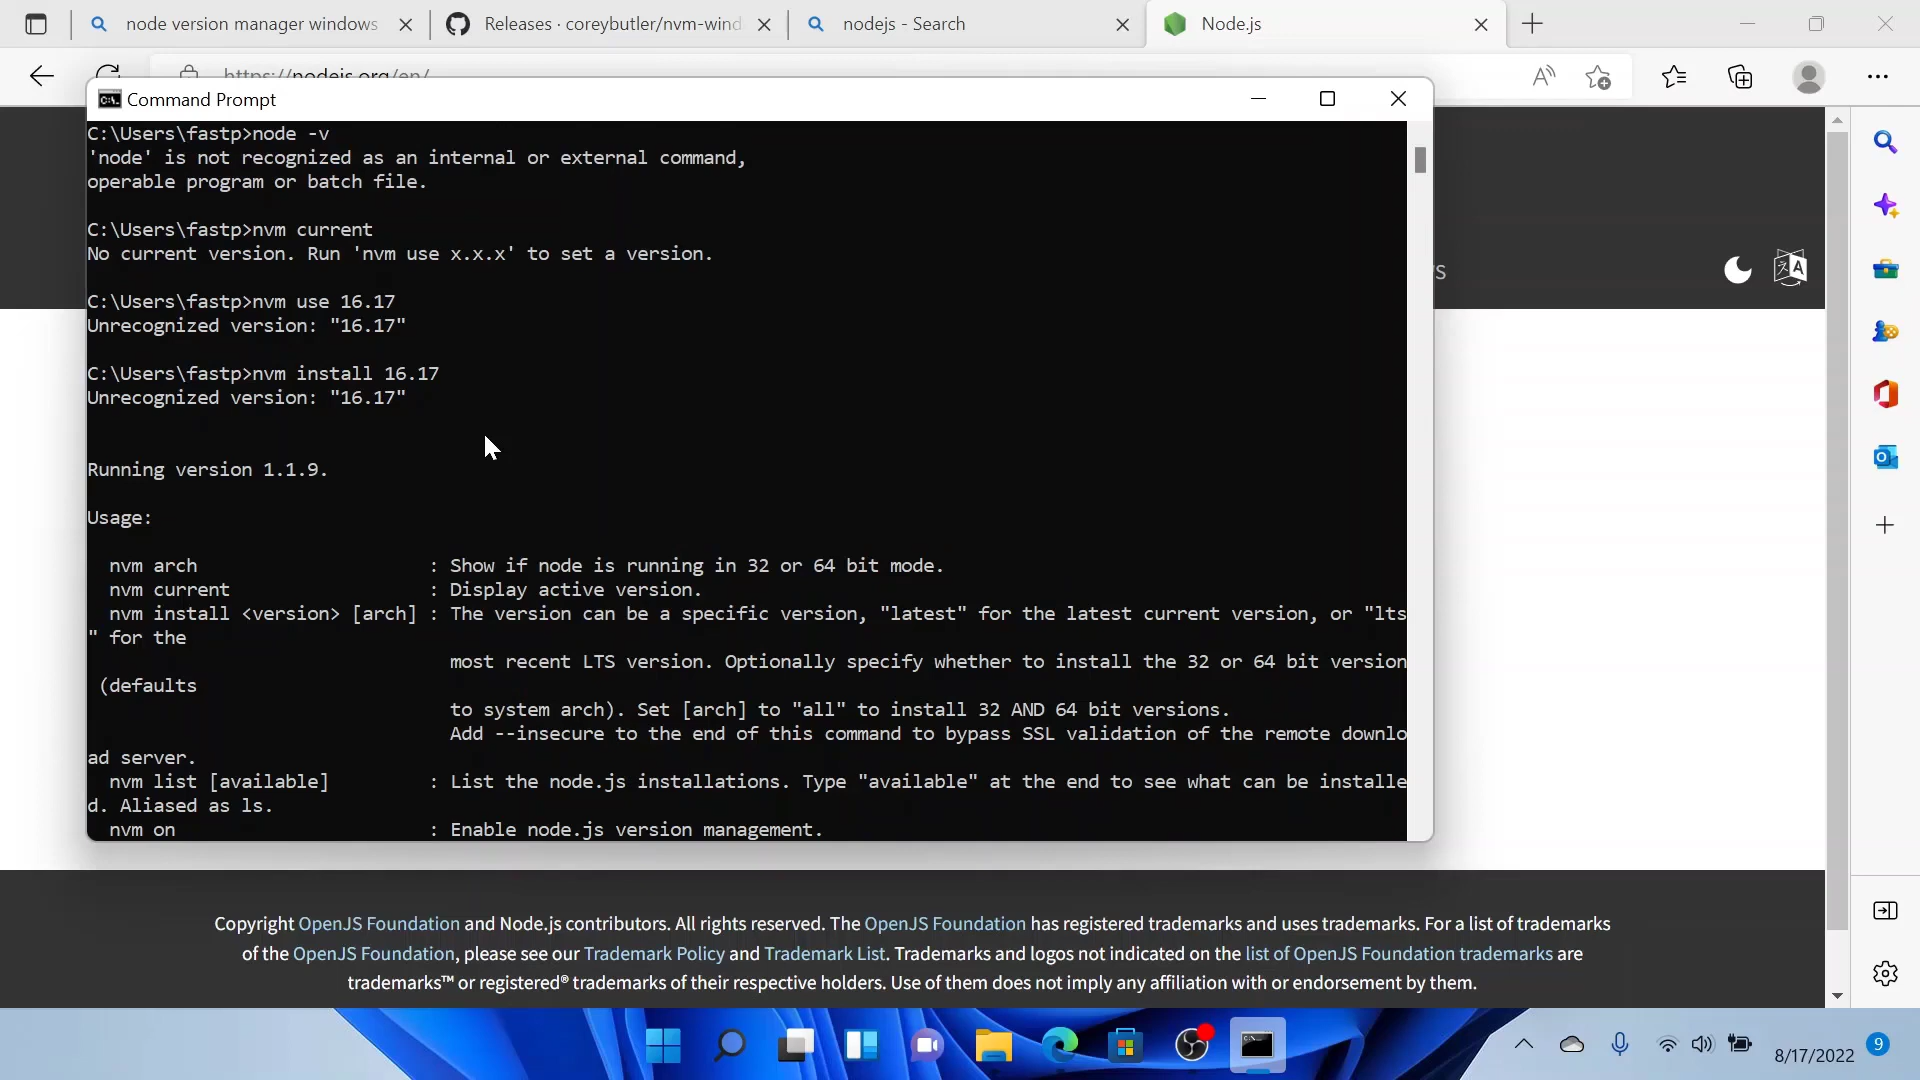 node version manager windows
Releases · coreybutler/nvm-wind
nodejs - Search
Node.js
https://nodejs.org/en/
Command Prompt
C:\Users\fastp>node -v
'node' is not recognized as an internal or external command,
operable program or batch file.
C:\Users\fastp>nvm current
No current version. Run 'nvm use x.x.x' to set a version.
C:\Users\fastp>nvm use 16.17
Unrecognized version: "16.17"
C:\Users\fastp>nvm install 16.17
Unrecognized version: "16.17"
Running version 1.1.9.
Usage:
nvm arch : Show if node is running in 32 or 64 bit mode.
nvm current : Display active version.
nvm install <version> [arch] : The version can be a specific version, "latest" for the latest current version, or "lts
" for the
most recent LTS version. Optionally specify whether to install the 32 or 64 bit version
(defaults
to system arch). Set [arch] to "all" to install 32 AND 64 bit versions.
Add --insecure to the end of this command to bypass SSL validation of the remote downlo
ad server.
nvm list [available] : List the node.js installations. Type "available" at the end to see what can be installe
d. Aliased as ls.
nvm on : Enable node.js version management.
Copyright OpenJS Foundation and Node.js contributors. All rights reserved. The OpenJS Foundation has registered trademarks and uses trademarks. For a list of trademarks
of the OpenJS Foundation, please see our Trademark Policy and Trademark List. Trademarks and logos not indicated on the list of OpenJS Foundation trademarks are
trademarks™ or registered® trademarks of their respective holders. Use of them does not imply any affiliation with or endorsement by them.
8/17/2022
9